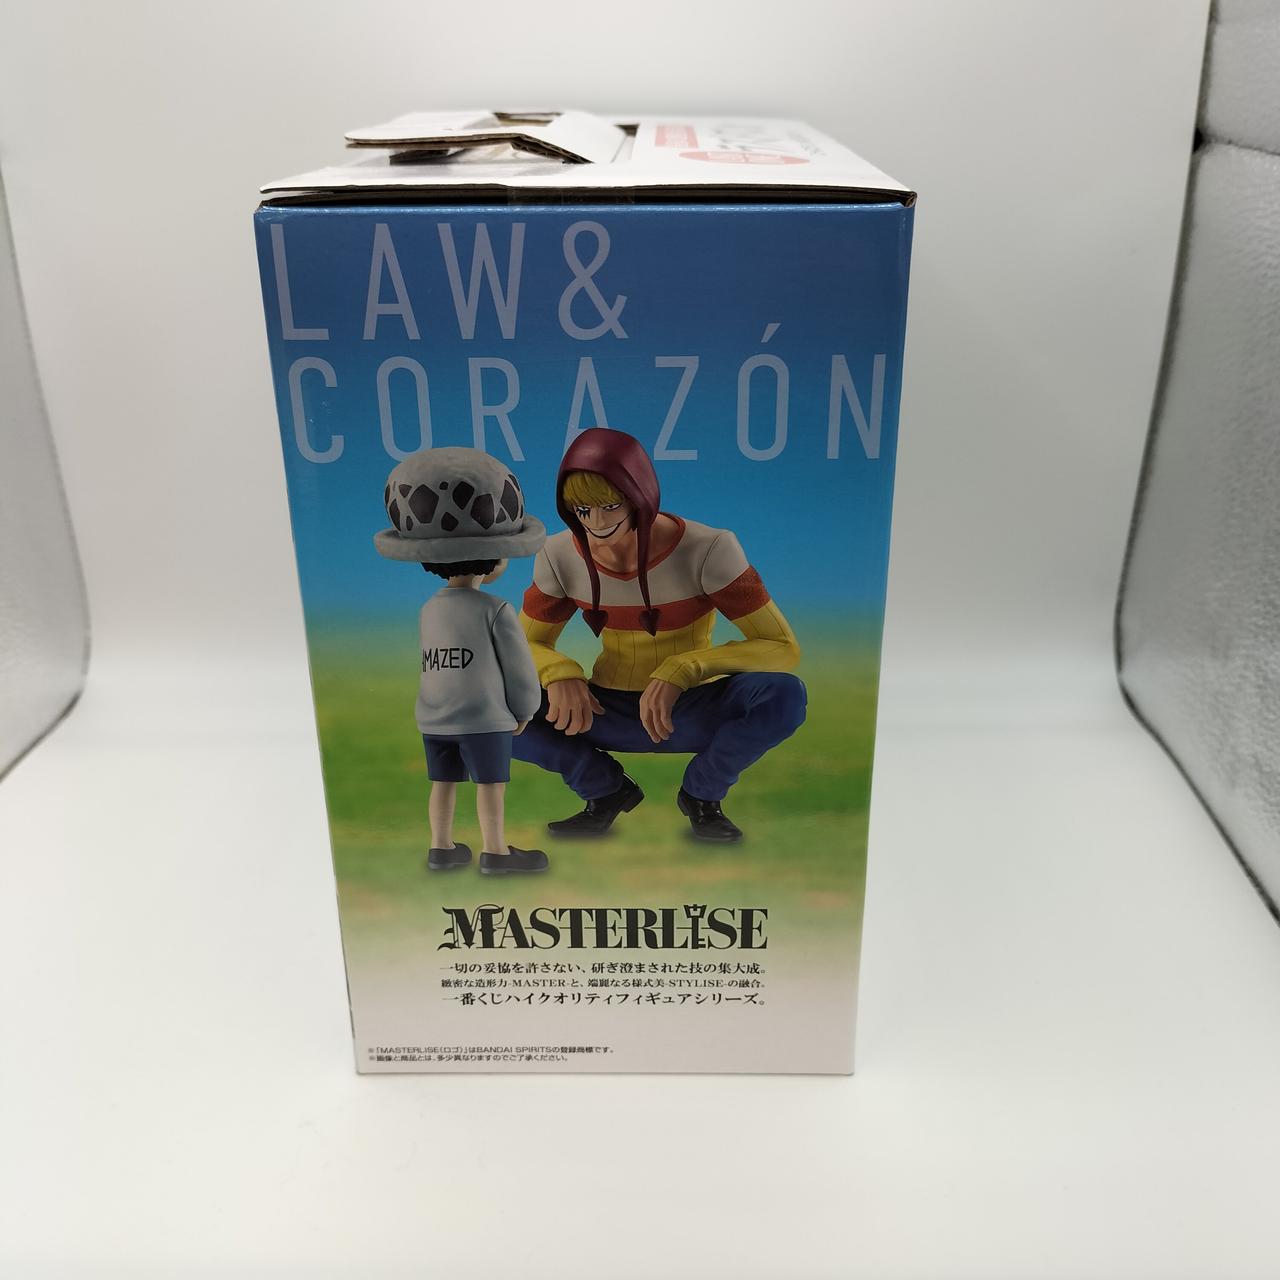 LAW&
CORAZÓN
AMAZED
MASTERLISE
一切の妥協を許さない、研ぎ澄まされた技の集大成。
緻密な造形力-MASTER-と、端麗なる様式美-STYLISE-の融合。
一番くじハイクオリティフィギュアシリーズ。
※「MASTERLISE(ロゴ)」はBANDAI SPIRITSの登録商標です。
※画像と商品とは、多少異なりますのでご了承ください。